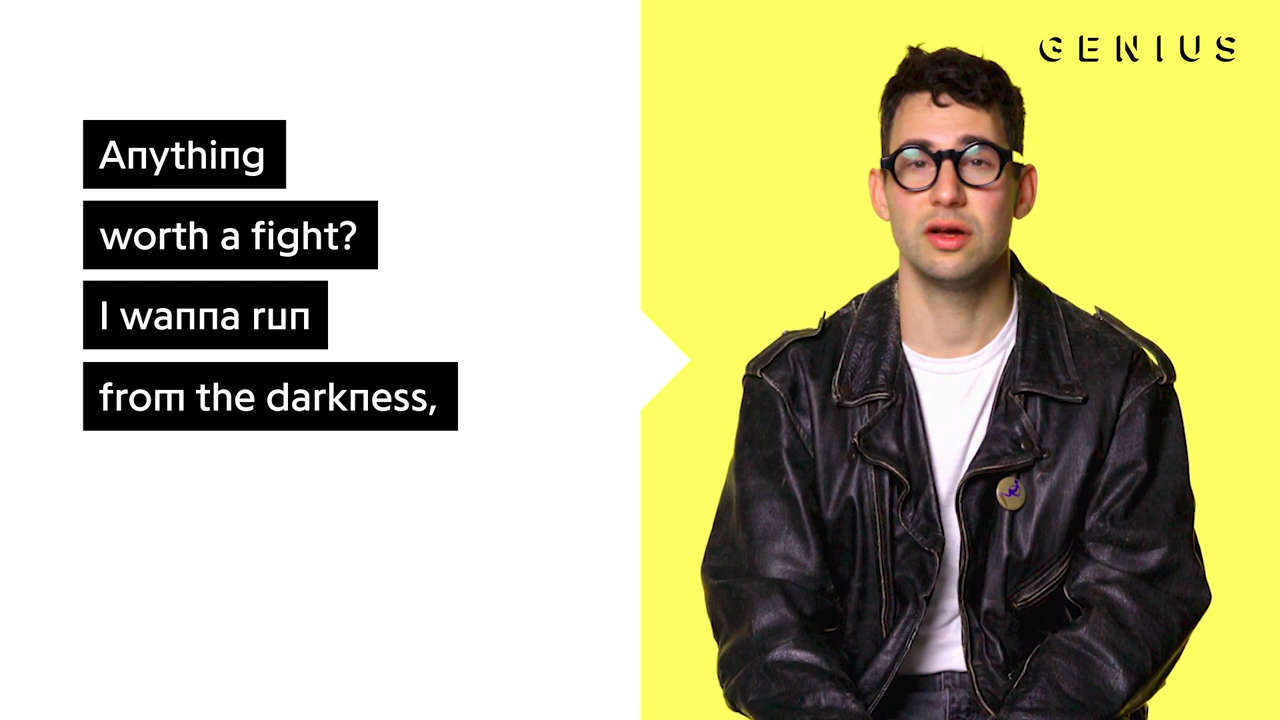 Anything
worth a fight?
I wanna run
from the darkness,
GENIUS